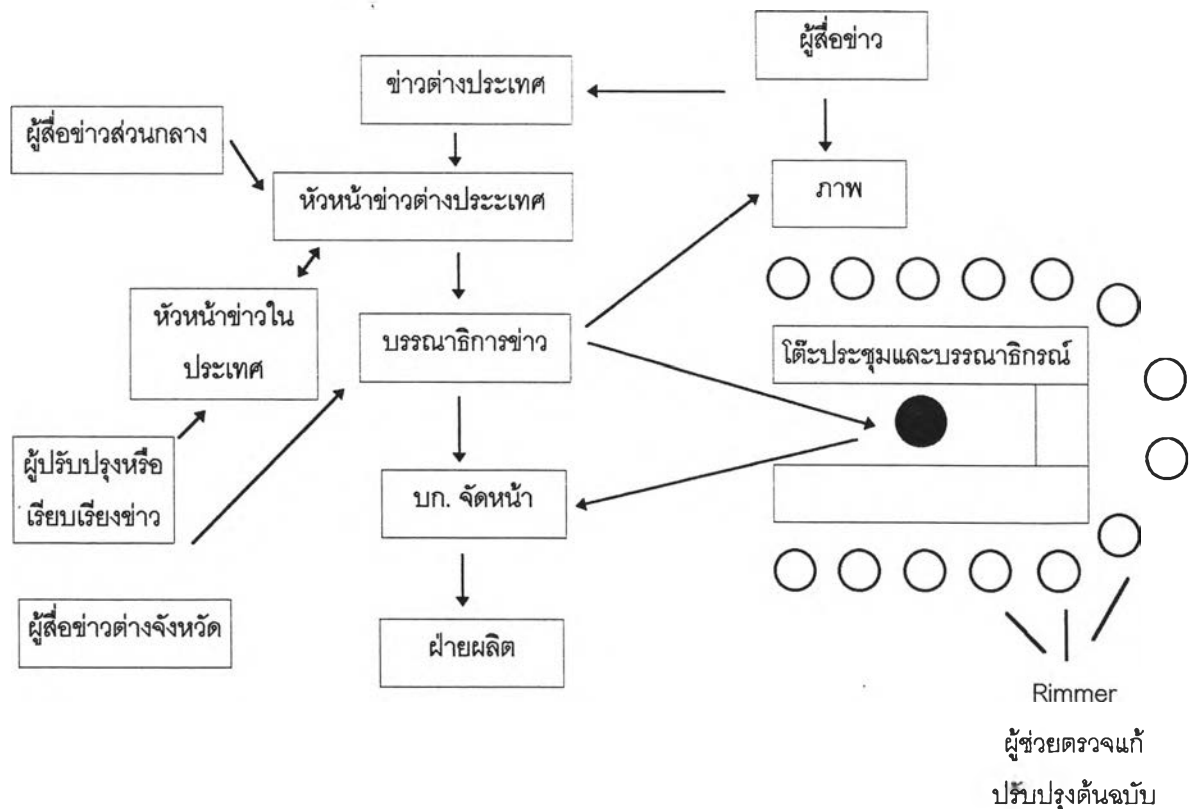 ผู้สื่อข่าว
ข่าวต่างประเทศ
ผู้สื่อข่าวส่วนกลาง
หัวหน้าข่าวต่างประะเทศ
ภาพ
หัวหน้าข่าวใน
ประเทศ
บรรณาธิการข่าว
โต๊ะประชุมและบรรณาธิกรณ์
ผู้ปรับปรุงหรือ
เรียบเรียงข่าว
บก. จัดหน้า
ผู้สื่อข่าวต่างจังหวัด
ฝ่ายผลิต
Rimmer
ผู้ช่วยตรวจแก้
ปรับปรุงต้นฉบับ